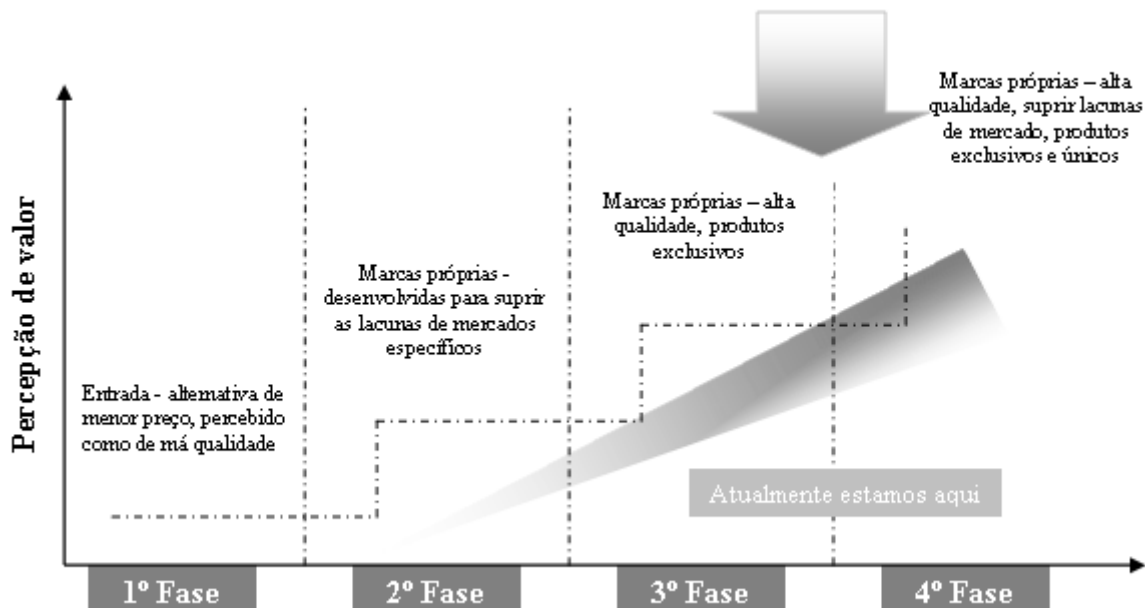 Percepção de valor
Entrada - alternativa de
menor preço, percebido
como de má qualidade
Marcas próprias -
desenvolvidas para suprir
as lacunas de mercados
específicos
Marcas próprias – alta
qualidade, produtos
exclusivos
Marcas próprias – alta
qualidade, suprir lacunas
de mercado, produtos
exclusivos e únicos
Atualmente estamos aqui
1º Fase
2º Fase
3º Fase
4º Fase